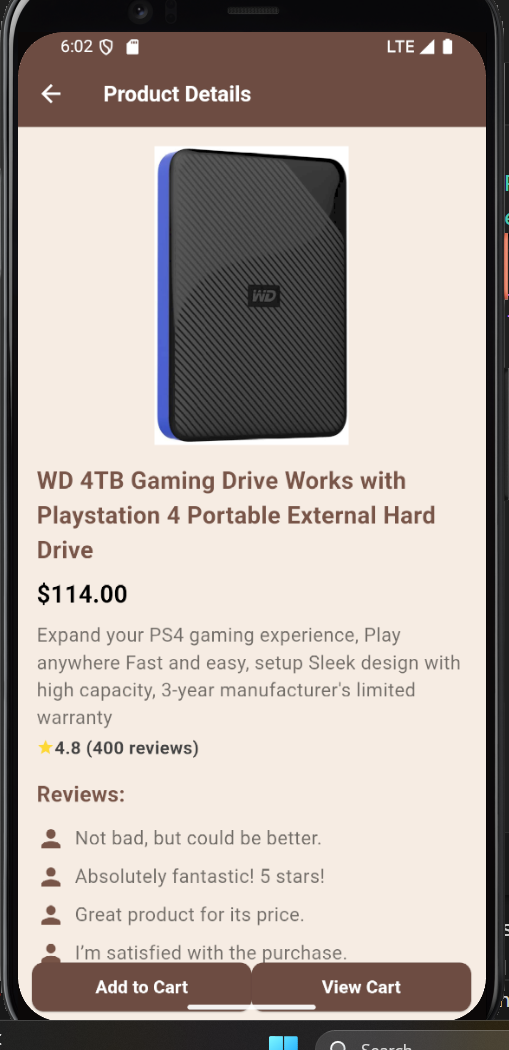 6:02
LTE
Product Details
WD
WD 4TB Gaming Drive Works with
Playstation 4 Portable External Hard
Drive
$114.00
Expand your PS4 gaming experience, Play
anywhere Fast and easy, setup Sleek design with
high capacity, 3-year manufacturer's limited
warranty
4.8 (400 reviews)
Reviews:
Not bad, but could be better.
Absolutely fantastic! 5 stars!
Great product for its price.
I’m satisfied with the purchase.
Add to Cart
View Cart
Search